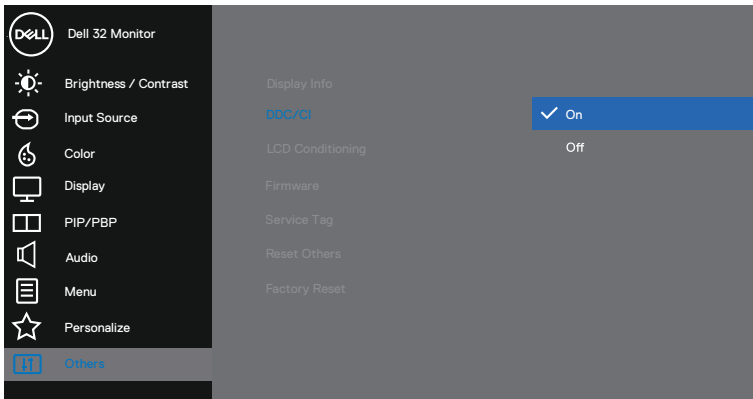 DELL
Dell 32 Monitor
Brightness / Contrast
Display Info
Input Source
DDC/CI
On
Color
LCD Conditioning
Off
Display
Firmware
PIP/PBP
Service Tag
Audio
Reset Others
Menu
Factory Reset
Personalize
Others